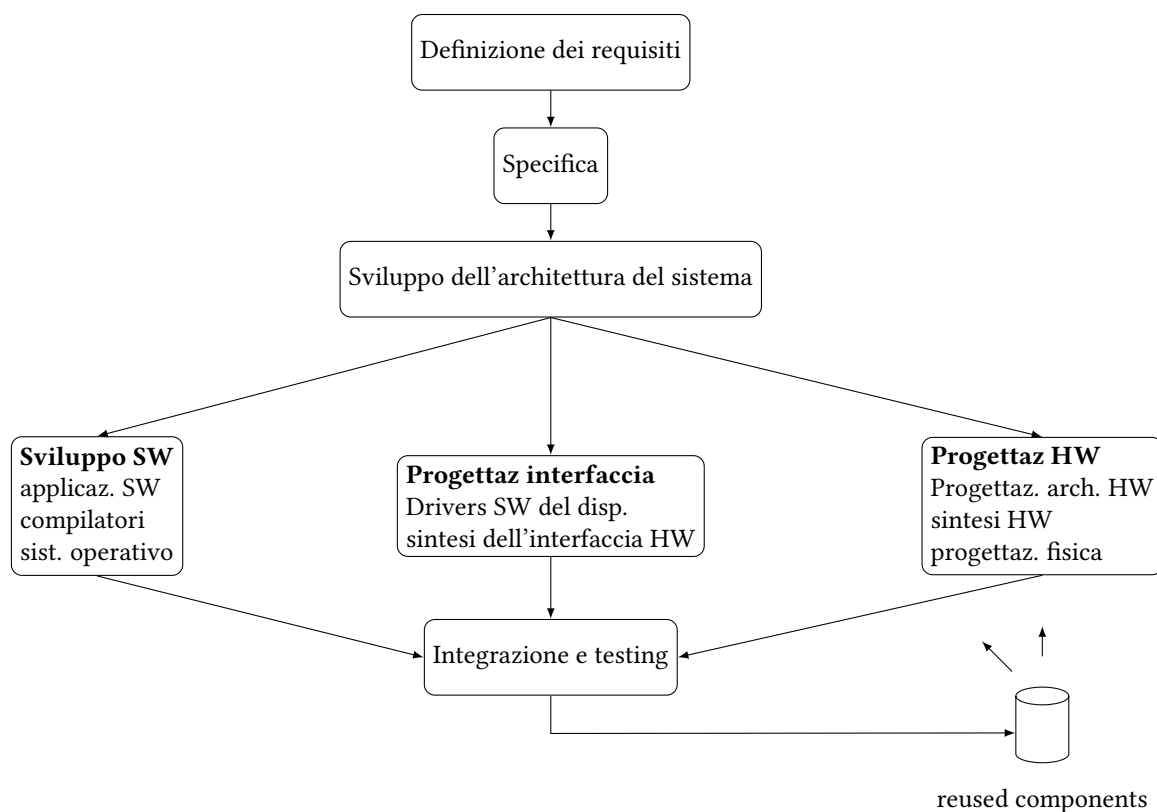 Definizione dei requisiti
Specifica
Sviluppo dell'architettura del sistema
Sviluppo SW
applicaz. SW
compilatori
sist. operativo
Progettaz interfaccia
Drivers SW del disp.
sintesi dell'interfaccia HW
Progettaz HW
Progettaz. arch. HW
sintesi HW
progettaz. fisica
Integrazione e testing
reused components